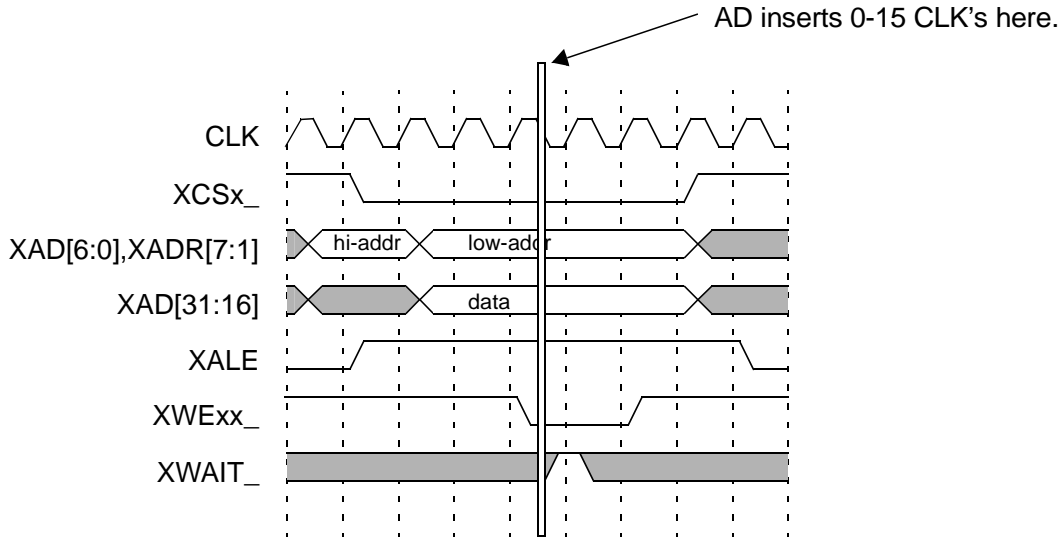 AD inserts 0-15 CLK's here.
CLK
XCSx_
XAD[6:0],XADR[7:1]
hi-addr
low-addr
XAD[31:16]
data
XALE
XWExx_
XWAIT_